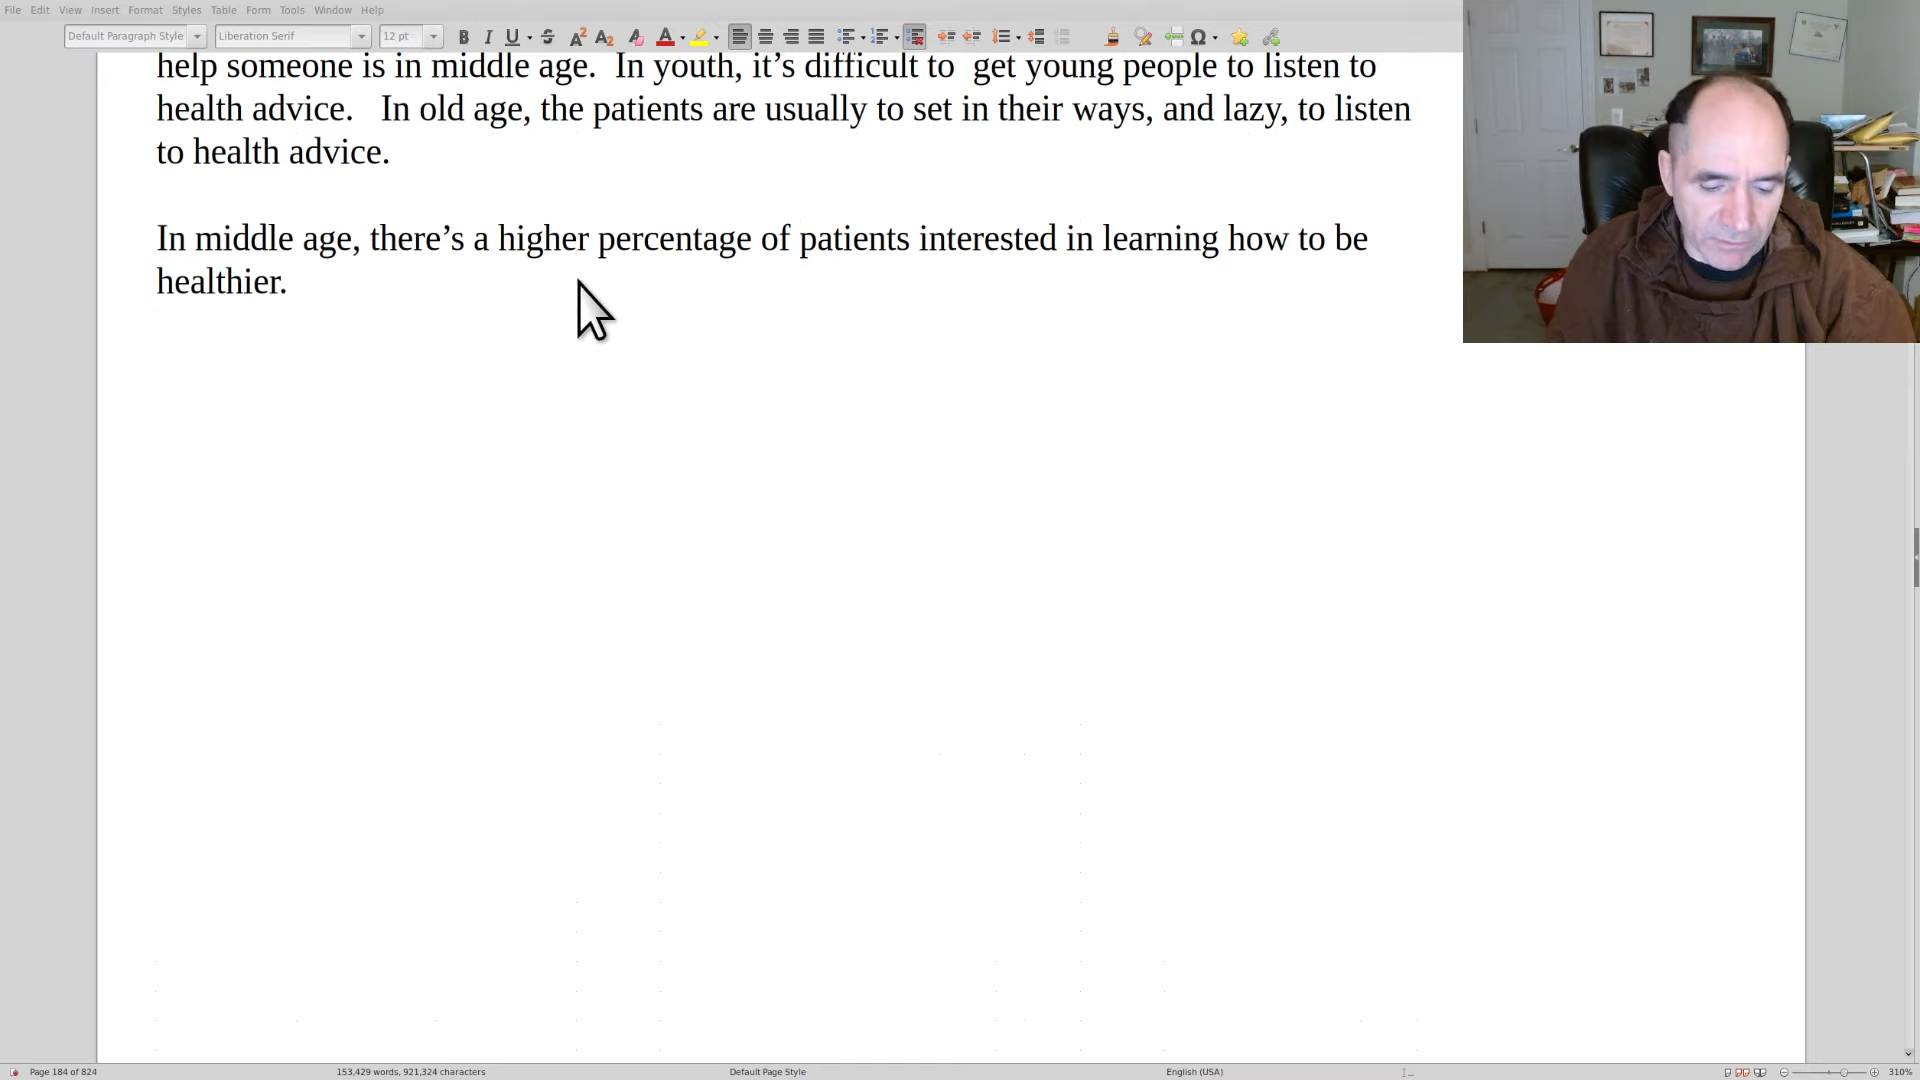 File Edit View Insert Format Styles Table Form Tools Window Help
Default Paragraph Style Liberation Serif 12 pt
help someone is in middle age.  In youth, it’s difficult to  get young people to listen to
health advice.   In old age, the patients are usually to set in their ways, and lazy, to listen
to health advice.
In middle age, there’s a higher percentage of patients interested in learning how to be
healthier.
Page 184 of 824 153,429 words, 921,324 characters Default Page Style English (USA) 310%